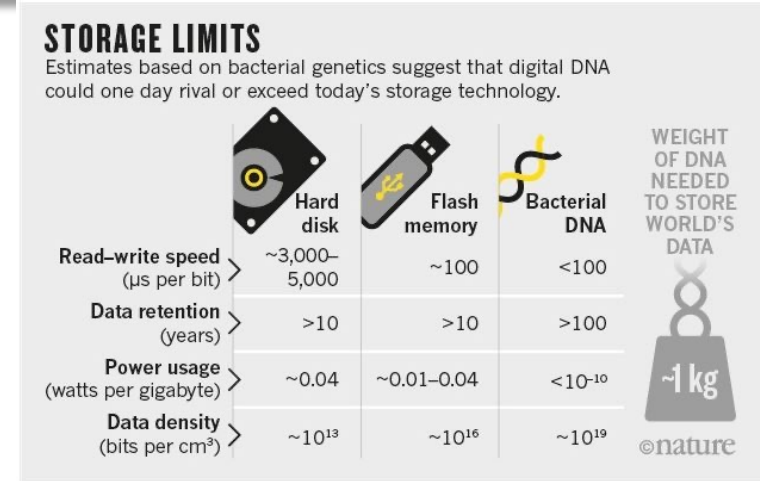 STORAGE LIMITS
Estimates based on bacterial genetics suggest that digital DNA
could one day rival or exceed today's storage technology.
Hard
disk
Flash
memory
Bacterial
DNA
Read–write speed
(µs per bit)
~3,000–
5,000
~100
<100
Data retention
(years)
>10
>10
>100
Power usage
(watts per gigabyte)
~0.04
~0.01–0.04
<10⁻¹⁰
Data density
(bits per cm³)
~10¹³
~10¹⁶
~10¹⁹
WEIGHT
OF DNA
NEEDED
TO STORE
WORLD'S
DATA
~1 kg
©nature